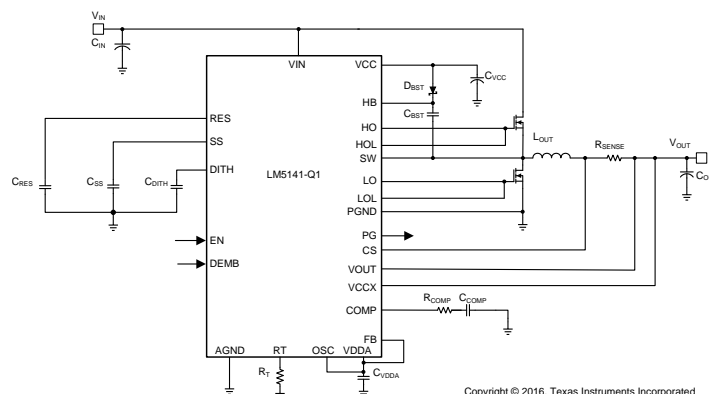 VIN
CIN
VIN
VCC
DBST
CVCC
HB
CBST
RES
HO
SS
HOL
LOUT
RSENSE
VOUT
SW
DITH
LM5141-Q1
LO
CRES
CSS
CDITH
CO
LOL
PGND
PG
EN
CS
DEMB
VOUT
VCCX
RCOMP
CCOMP
COMP
FB
AGND
RT
OSC
VDDA
RT
CVDDA
Copyright © 2016, Texas Instruments Incorporated